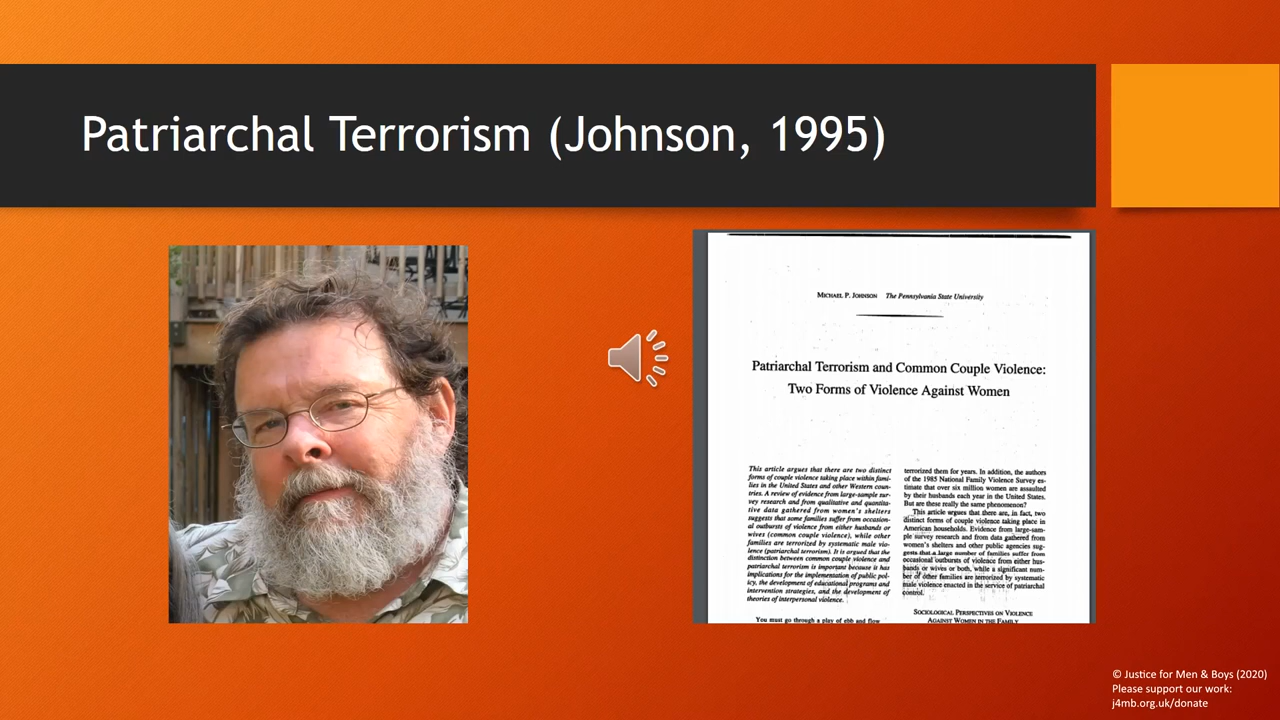 Patriarchal Terrorism (Johnson, 1995)
MICHAEL P. JOHNSON The Pennsylvania State University
Patriarchal Terrorism and Common Couple Violence:
Two Forms of Violence Against Women
This article argues that there are two distinct
forms of couple violence taking place within fami-
lies in the United States and other Western coun-
tries. A review of evidence from large-sample sur-
vey research and from qualitative and quantita-
tive data gathered from women's shelters
suggests that some families suffer from occasion-
al outbursts of violence from either husbands or
wives (common couple violence), while other
families are terrorized by systematic male vio-
lence (patriarchal terrorism). It is argued that the
distinction between common couple violence and
patriarchal terrorism is important because it has
implications for the implementation of public pol-
icy, the development of educational programs and
intervention strategies, and the development of
theories of interpersonal violence.
You must go through a play of ebb and flow
terrorized them for years. In addition, the authors
of the 1985 National Family Violence Survey es-
timate that over six million women are assaulted
by their husbands each year in the United States.
But are these really the same phenomenon?
This article argues that there are, in fact, two
distinct forms of couple violence taking place in
American households. Evidence from large-sam-
ple survey research and from data gathered from
women's shelters and other public agencies sug-
gests that a large number of families suffer from
occasional outbursts of violence from either hus-
bands or wives or both, while a significant num-
ber of other families are terrorized by systematic
male violence enacted in the service of patriarchal
control.
SOCIOLOGICAL PERSPECTIVES ON VIOLENCE
AGAINST WOMEN IN THE FAMILY
© Justice for Men & Boys (2020)
Please support our work:
j4mb.org.uk/donate